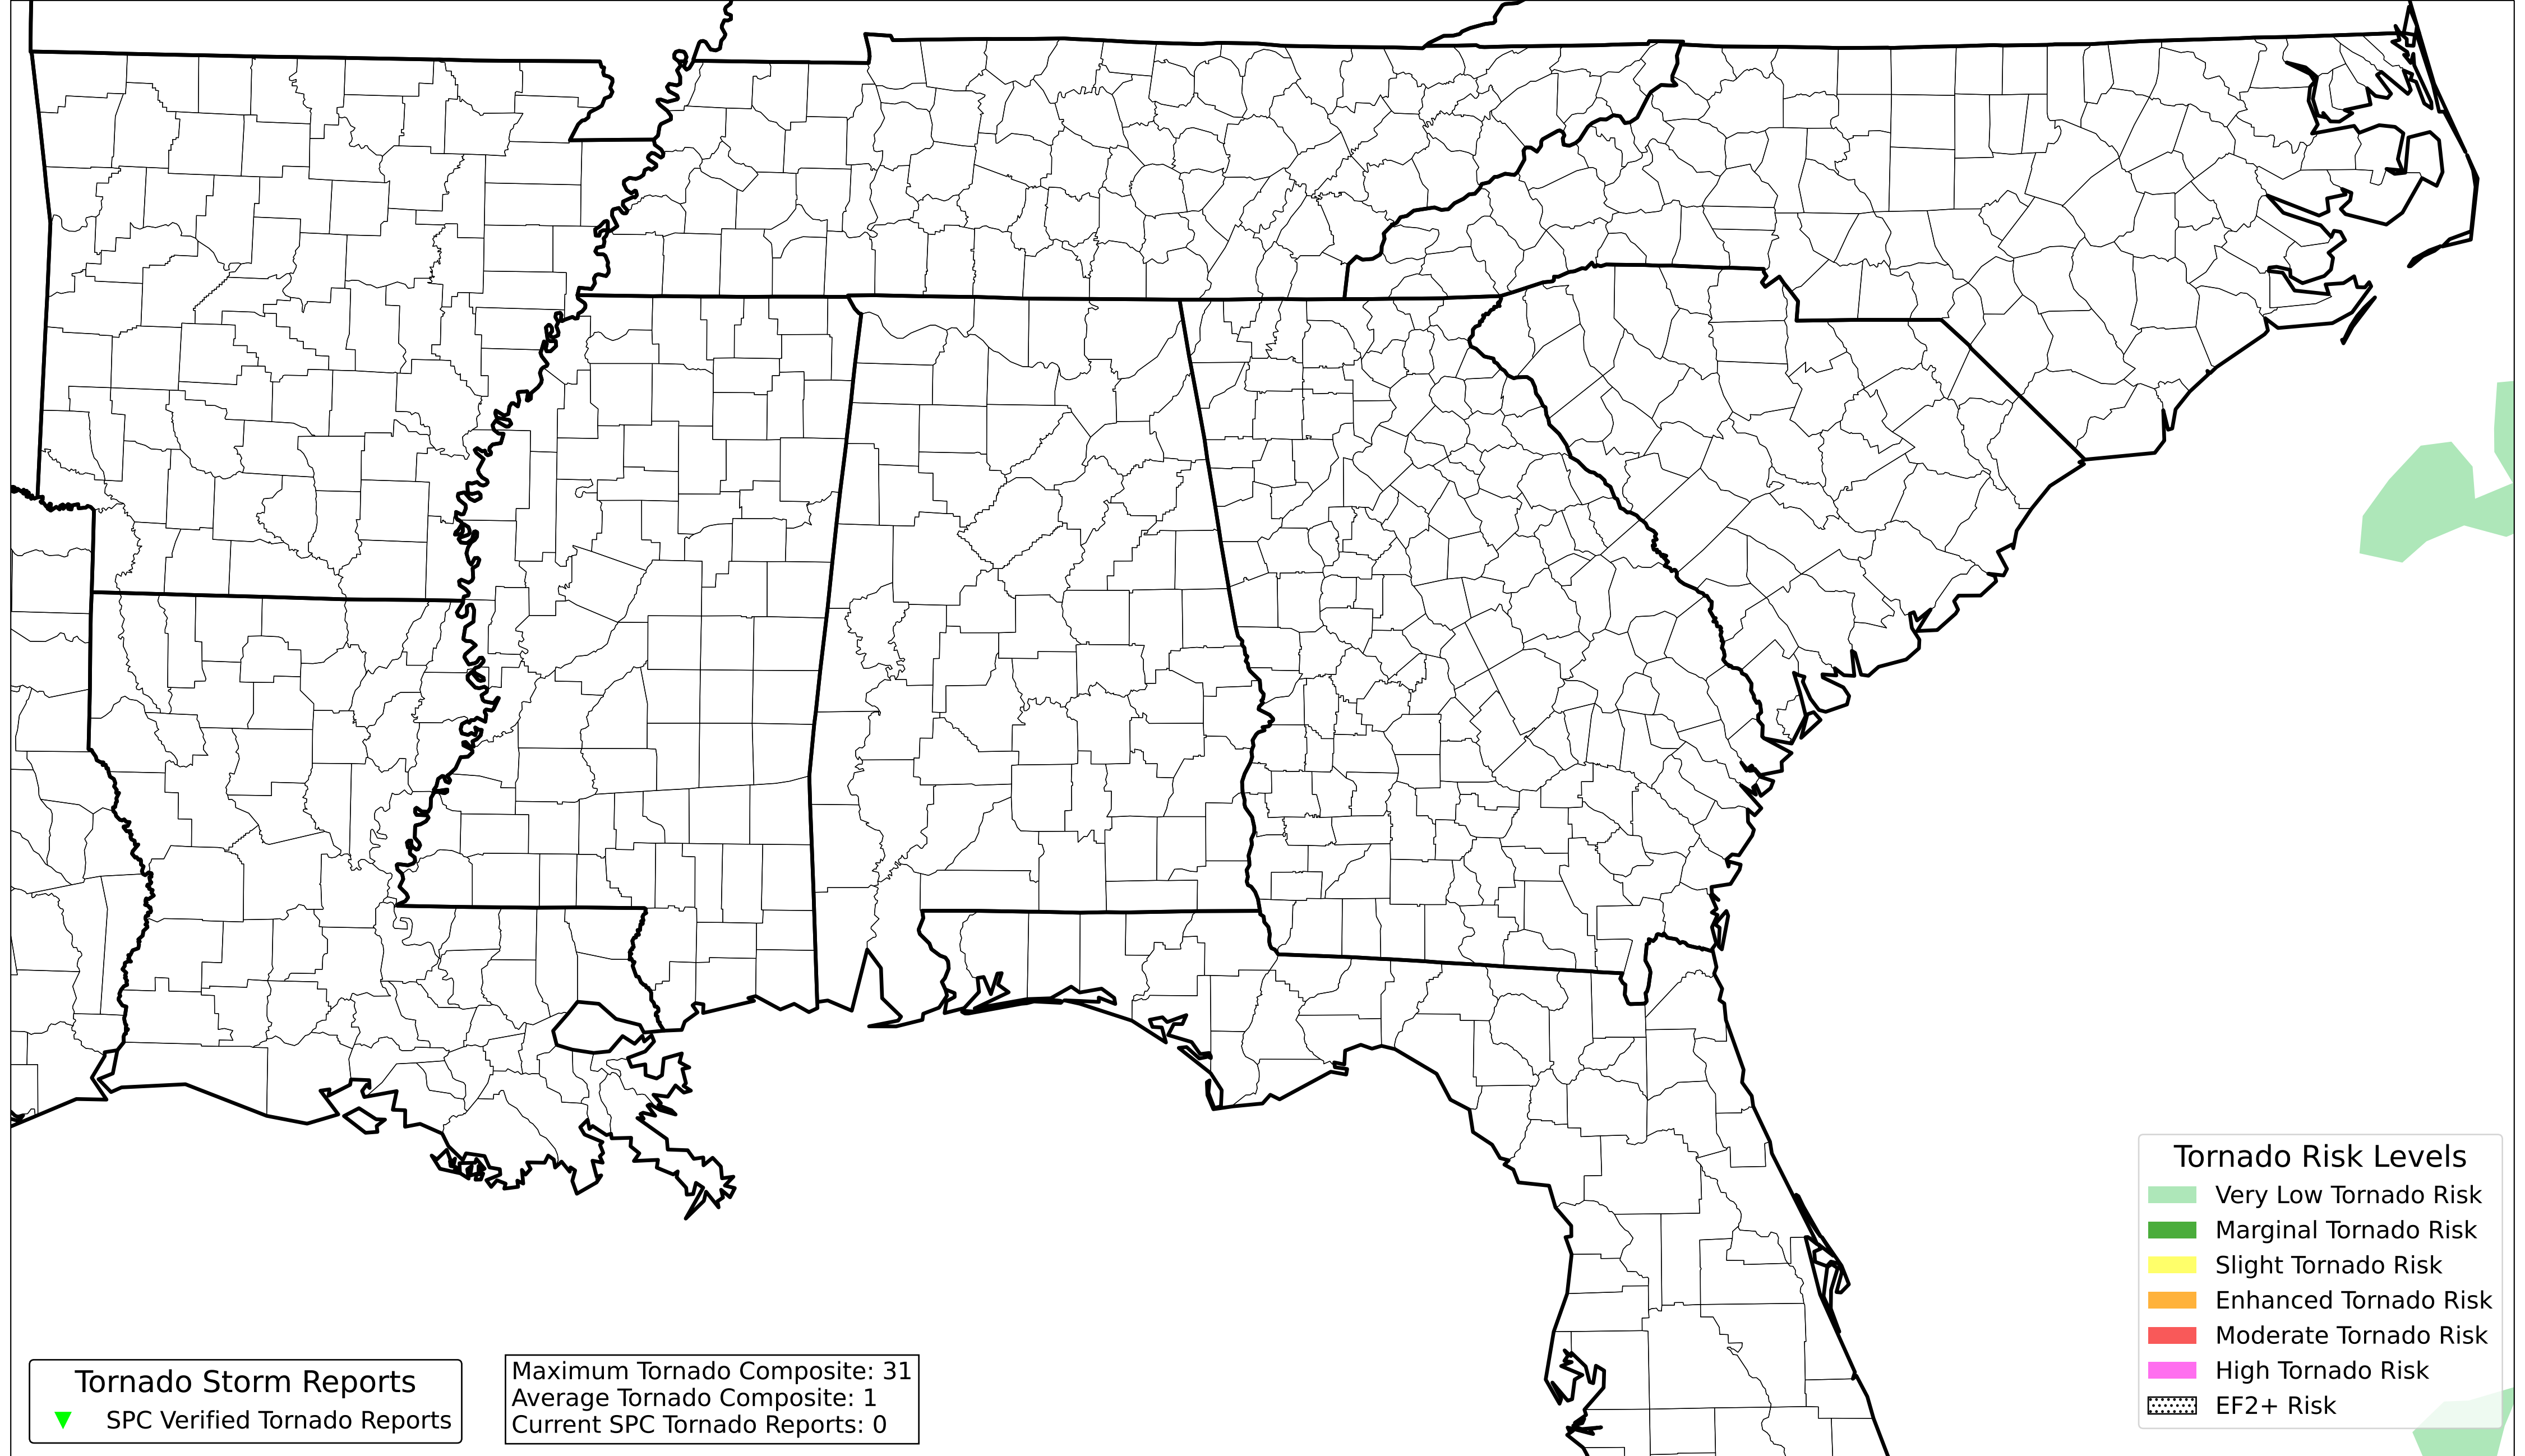 Tornado Storm Reports
SPC Verified Tornado Reports
Maximum Tornado Composite: 31
Average Tornado Composite: 1
Current SPC Tornado Reports: 0
Tornado Risk Levels
Very Low Tornado Risk
Marginal Tornado Risk
Slight Tornado Risk
Enhanced Tornado Risk
Moderate Tornado Risk
High Tornado Risk
EF2+ Risk